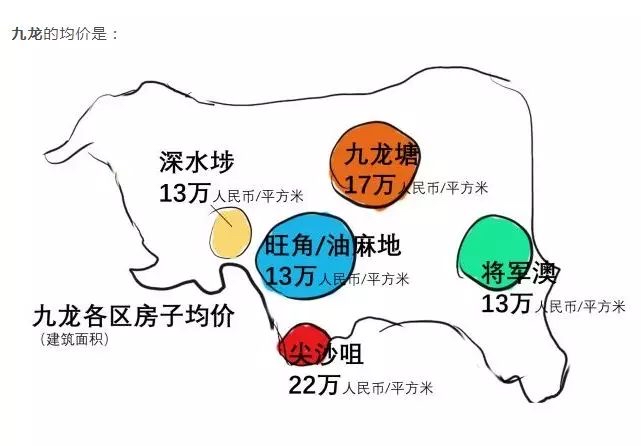 九龙的均价是：
深水埗
13万人民币/平方米
九龙塘
17万人民币/平方米
旺角/油麻地
13万人民币/平方米
将军澳
13万人民币/平方米
九龙各区房子均价
（建筑面积）
尖沙咀
22万人民币/平方米